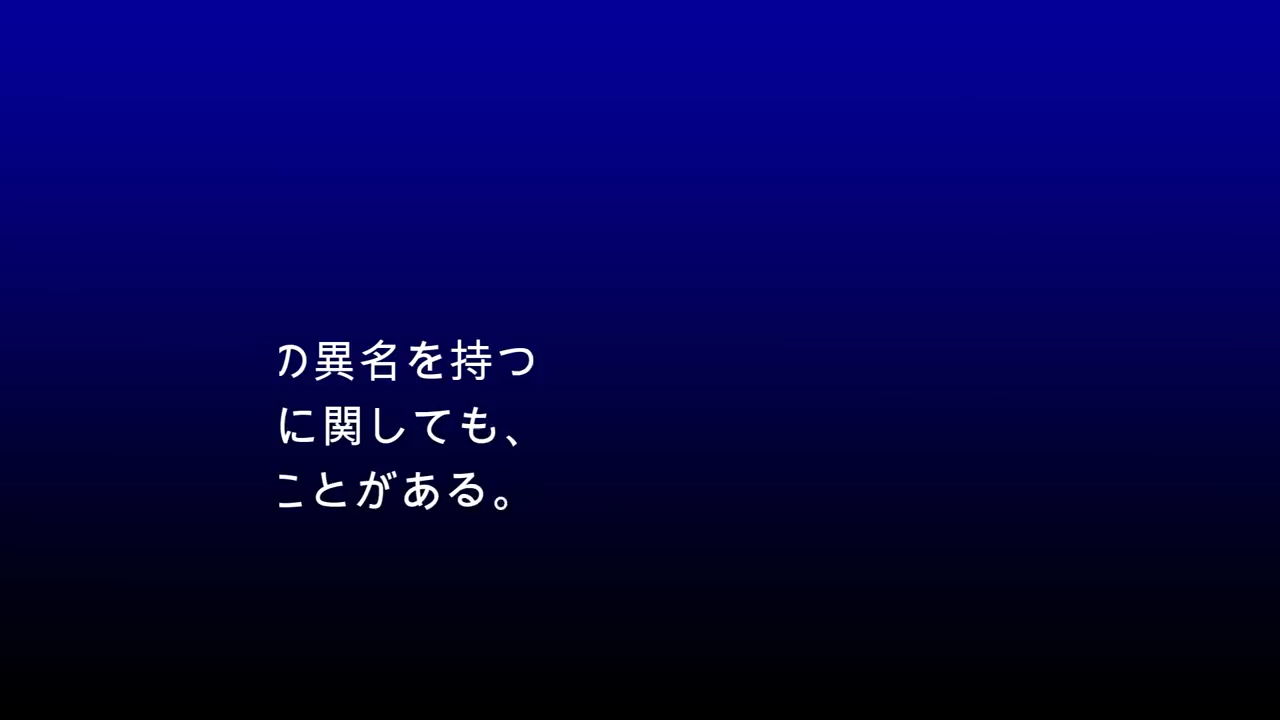 の異名を持つ
に関しても、
ことがある。